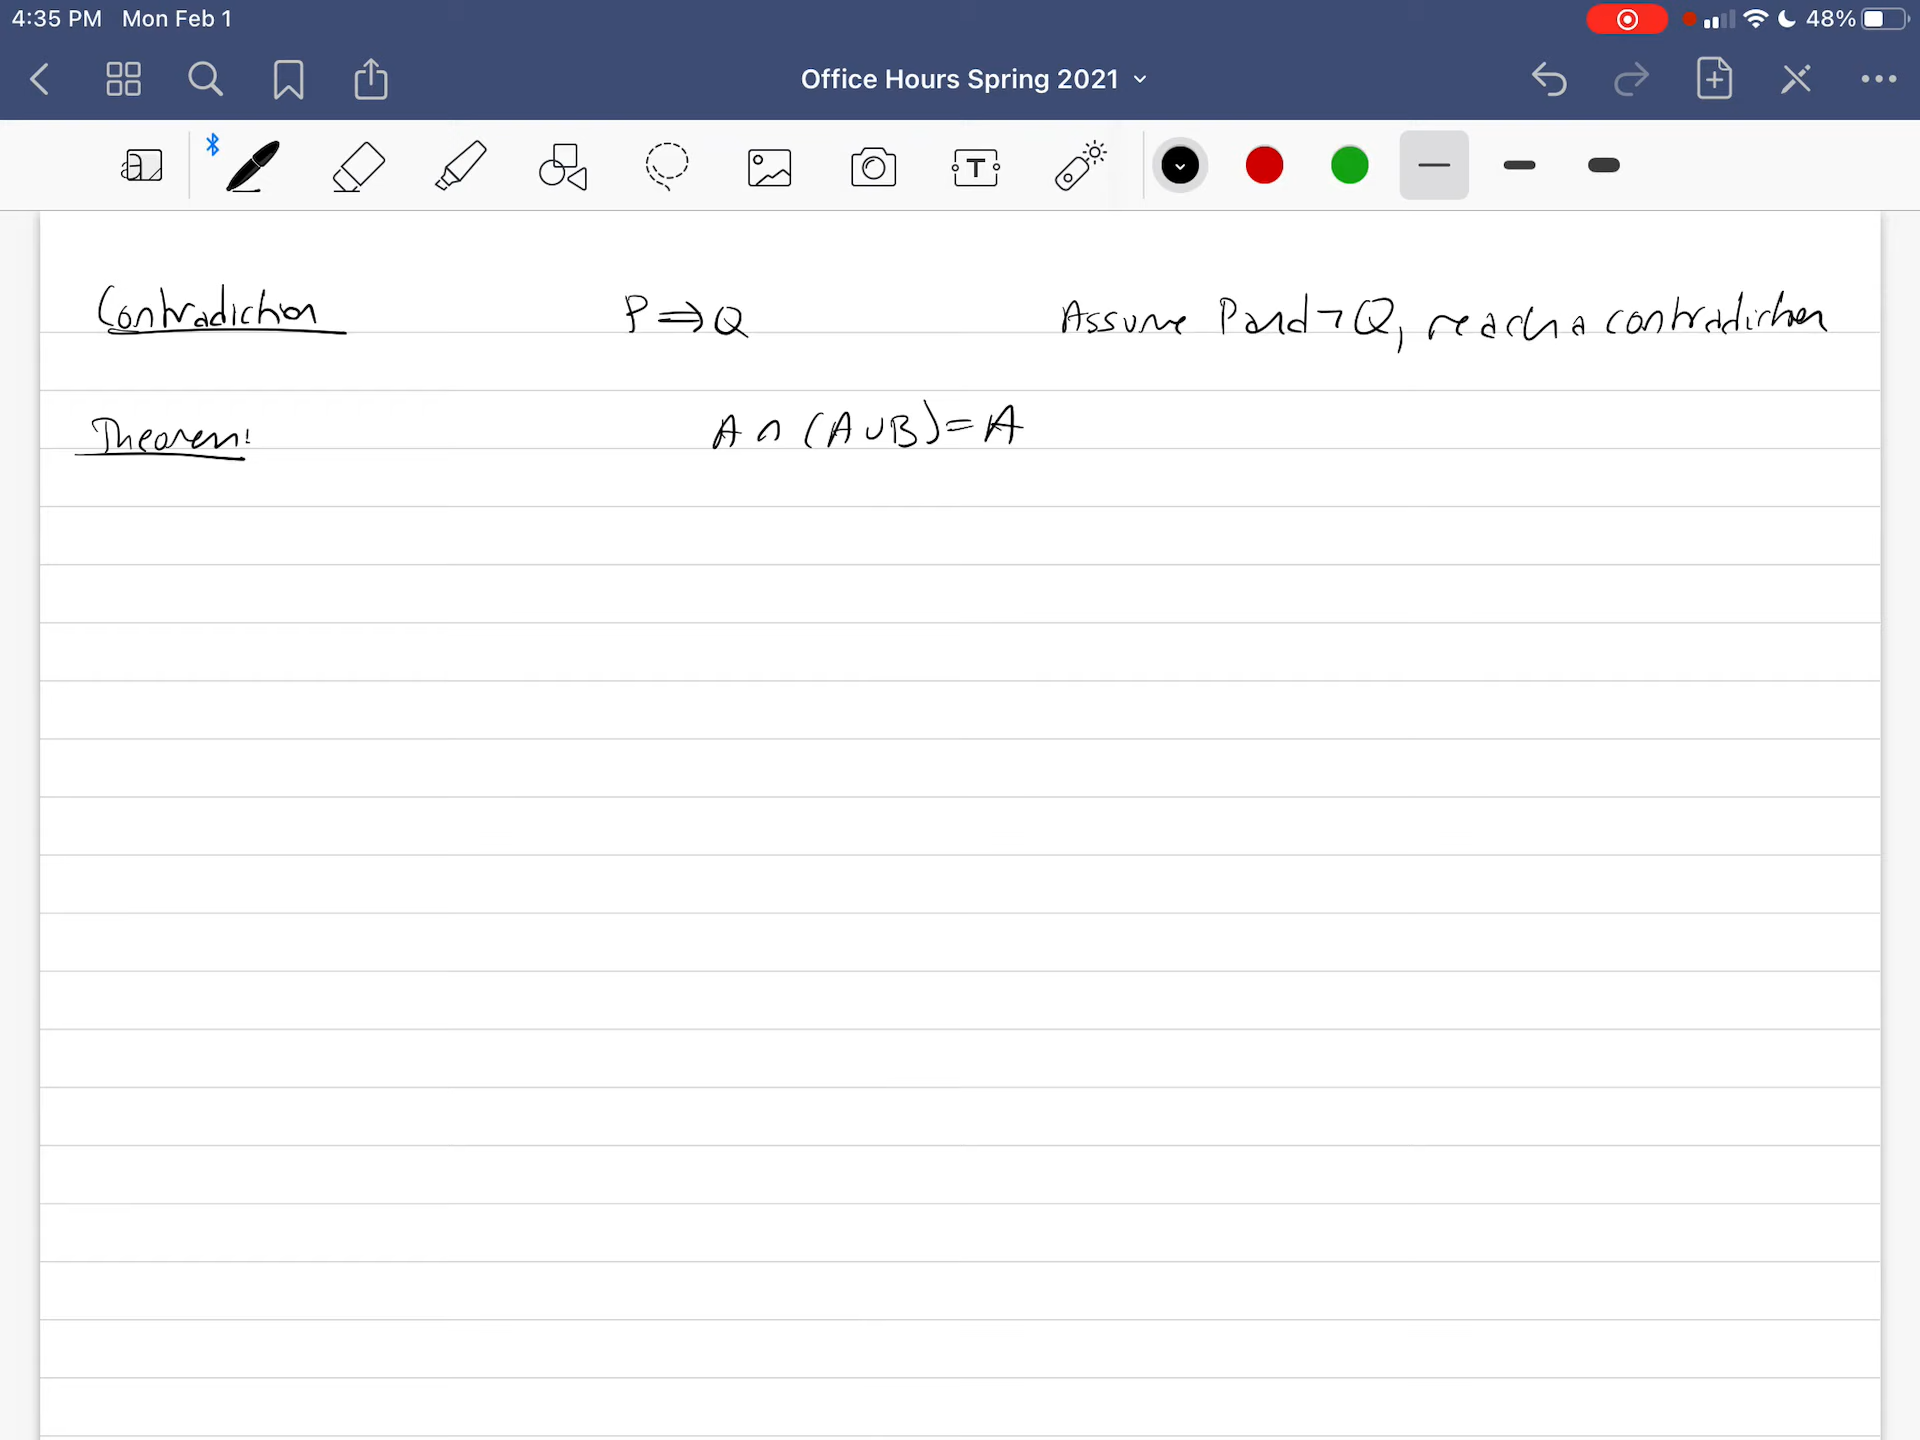 4:35 PM Mon Feb 1 48%
Office Hours Spring 2021
T
Contradiction P ⇒ Q Assume P and ¬Q, reach a contradiction
Theorem: A ∩ (A ∪ B) = A